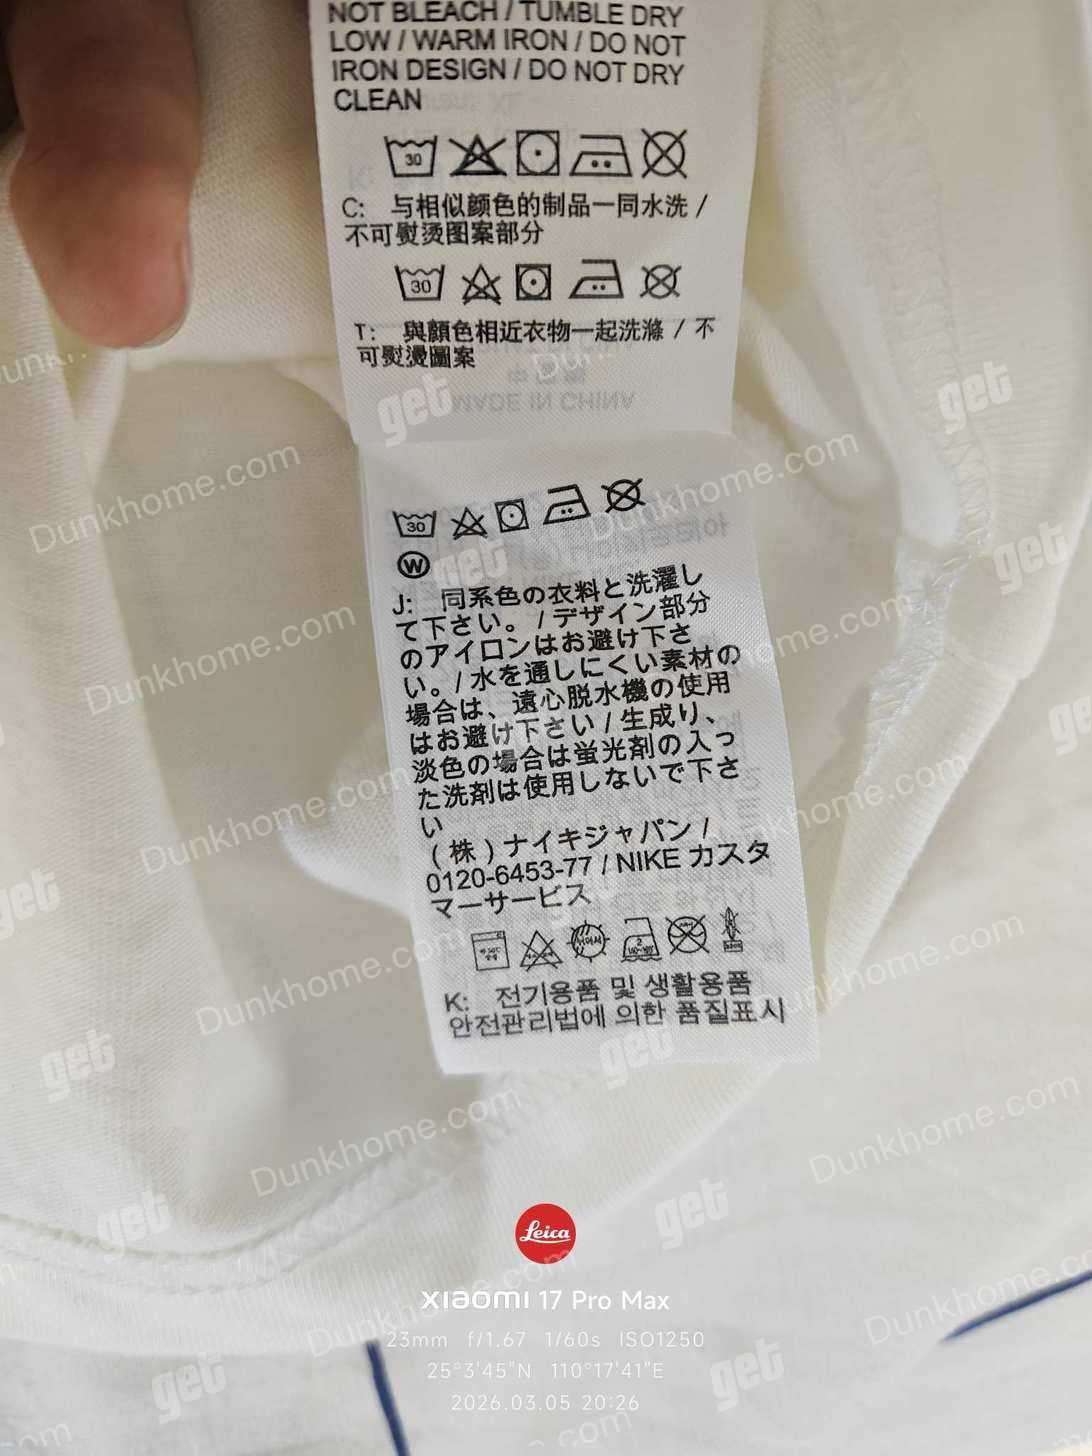 NOT BLEACH / TUMBLE DRY
LOW / WARM IRON / DO NOT
IRON DESIGN / DO NOT DRY
CLEAN
30
C: 与相似颜色的制品一同水洗 /
不可熨烫图案部分
30
T: 與顏色相近衣物一起洗滌 / 不
可熨燙圖案
MADE IN CHINA
30
W
J: 同系色の衣料と洗濯し
て下さい。 / デザイン部分
のアイロンはお避け下さ
い。 / 水を通しにくい素材の
場合は、遠心脱水機の使用
はお避け下さい / 生成り、
淡色の場合は蛍光剤の入っ
た洗剤は使用しないで下さ
い
(株)ナイキジャパン /
0120-6453-77 / NIKE カスタ
マーサービス
K: 전기용품 및 생활용품
안전관리법에 의한 품질표시
get
Dunkhome.com
Leica
xiaomi 17 Pro Max
23mm f/1.67 1/60s ISO1250
25°3'45"N 110°17'41"E
2026.03.05 20:26